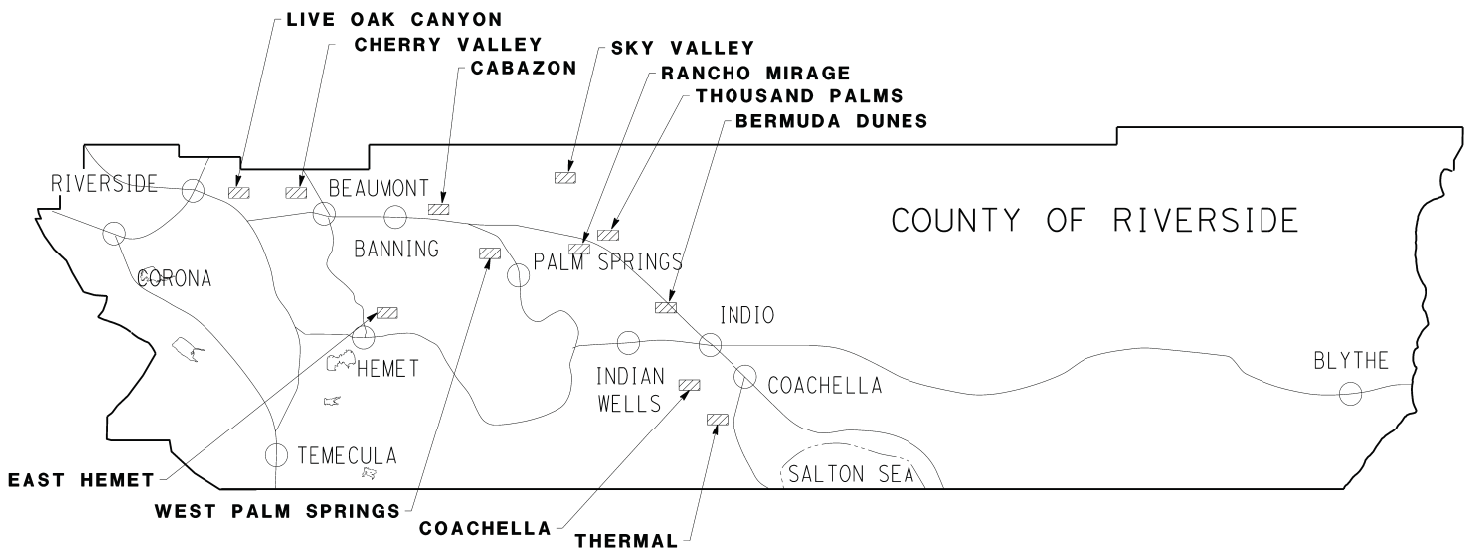 LIVE OAK CANYON
CHERRY VALLEY
CABAZON
SKY VALLEY
RANCHO MIRAGE
THOUSAND PALMS
BERMUDA DUNES
RIVERSIDE
BEAUMONT
BANNING
COUNTY OF RIVERSIDE
PALM SPRINGS
CORONA
INDIO
HEMET
BLYTHE
INDIAN
WELLS
COACHELLA
TEMECULA
SALTON SEA
EAST HEMET
WEST PALM SPRINGS
COACHELLA
THERMAL